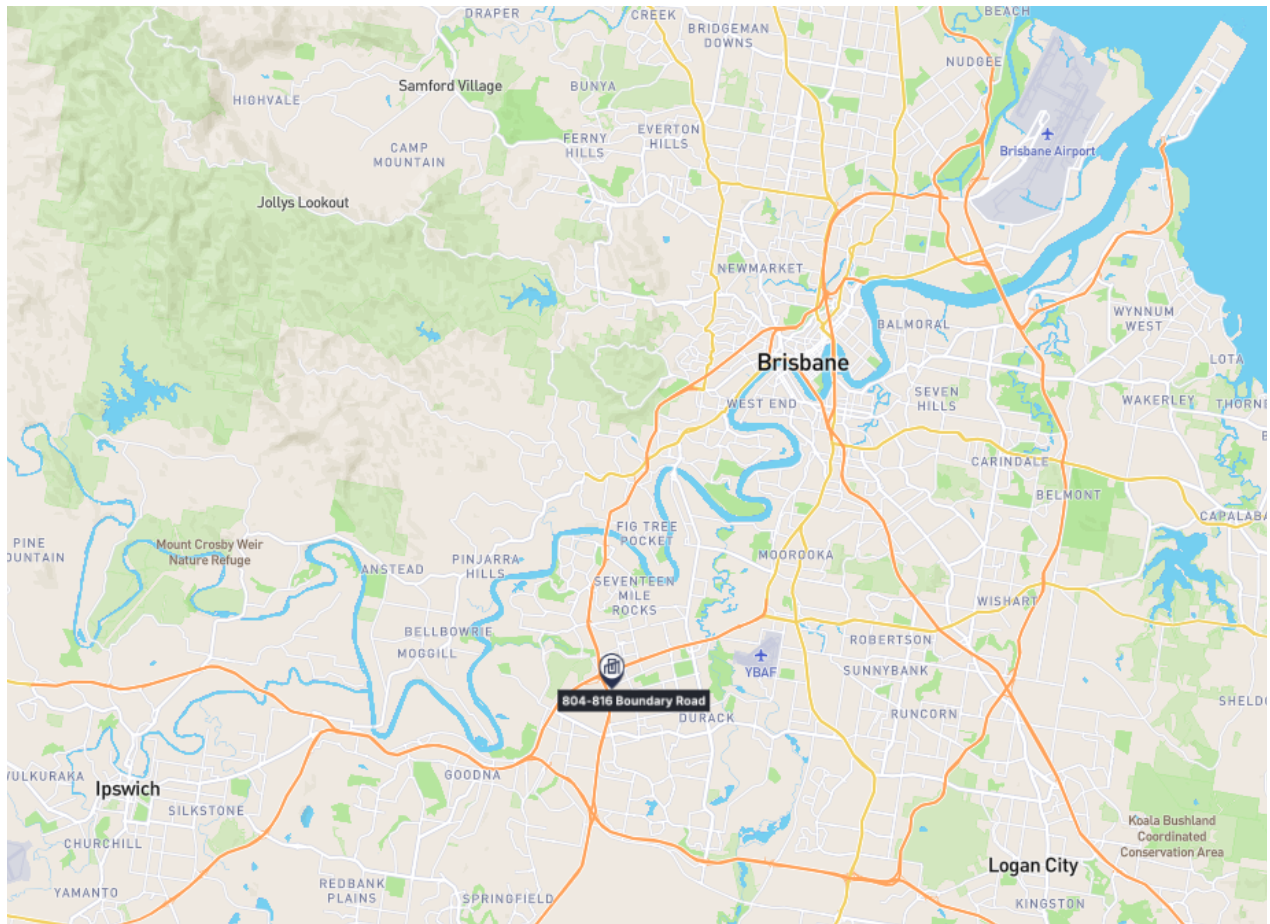 DRAPER
CREEK
BRIDGEMAN
DOWNS
BEACH
NUDGEE
Samford Village
BUNYA
HIGHVALE
FERNY
HILLS
EVERTON
HILLS
CAMP
MOUNTAIN
Brisbane Airport
Jollys Lookout
NEWMARKET
BALMORAL
WYNNUM
WEST
Brisbane
LOTA
SEVEN
HILLS
WEST END
WAKERLEY
THORNE
CARINDALE
BELMONT
CAPALABA
PINE
MOUNTAIN
Mount Crosby Weir
Nature Refuge
FIG TREE
POCKET
MOOROOKA
PINJARRA
HILLS
ANSTEAD
SEVENTEEN
MILE
ROCKS
WISHART
BELLBOWRIE
MOGGILL
ROBERTSON
YBAF
SUNNYBANK
804-816 Boundary Road
SHELDO
DURACK
RUNCORN
GOODNA
WULKURAKA
Ipswich
SILKSTONE
CHURCHILL
Koala Bushland
Coordinated
Conservation Area
Logan City
YAMANTO
REDBANK
PLAINS
SPRINGFIELD
KINGSTON